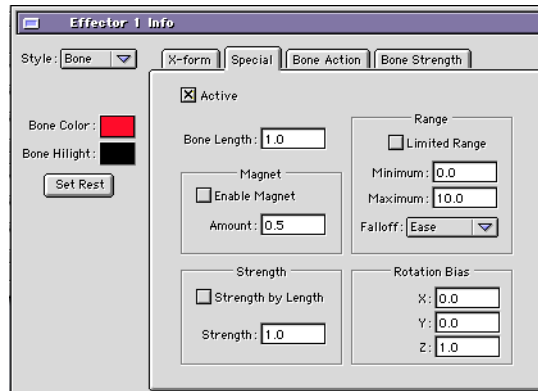 Effector 1 Info
Style: Bone
X-form Special Bone Action Bone Strength
Active
Bone Color:
Bone Hilight:
Set Rest
Bone Length: 1.0
Magnet
Enable Magnet
Amount: 0.5
Strength
Strength by Length
Strength: 1.0
Range
Limited Range
Minimum: 0.0
Maximum: 10.0
Falloff: Ease
Rotation Bias
X: 0.0
Y: 0.0
Z: 1.0